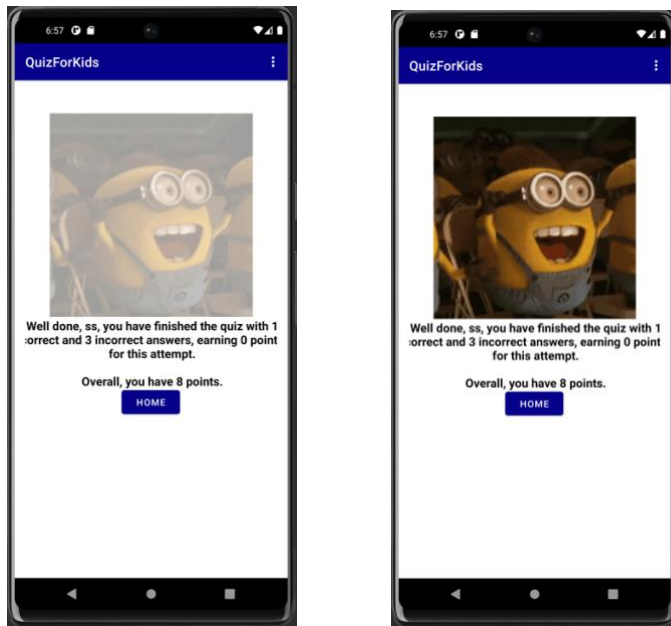 6:57
QuizForKids
Well done, ss, you have finished the quiz with 1
orrect and 3 incorrect answers, earning 0 point
for this attempt.
Overall, you have 8 points.
HOME
6:57
QuizForKids
Well done, ss, you have finished the quiz with 1
orrect and 3 incorrect answers, earning 0 point
for this attempt.
Overall, you have 8 points.
HOME